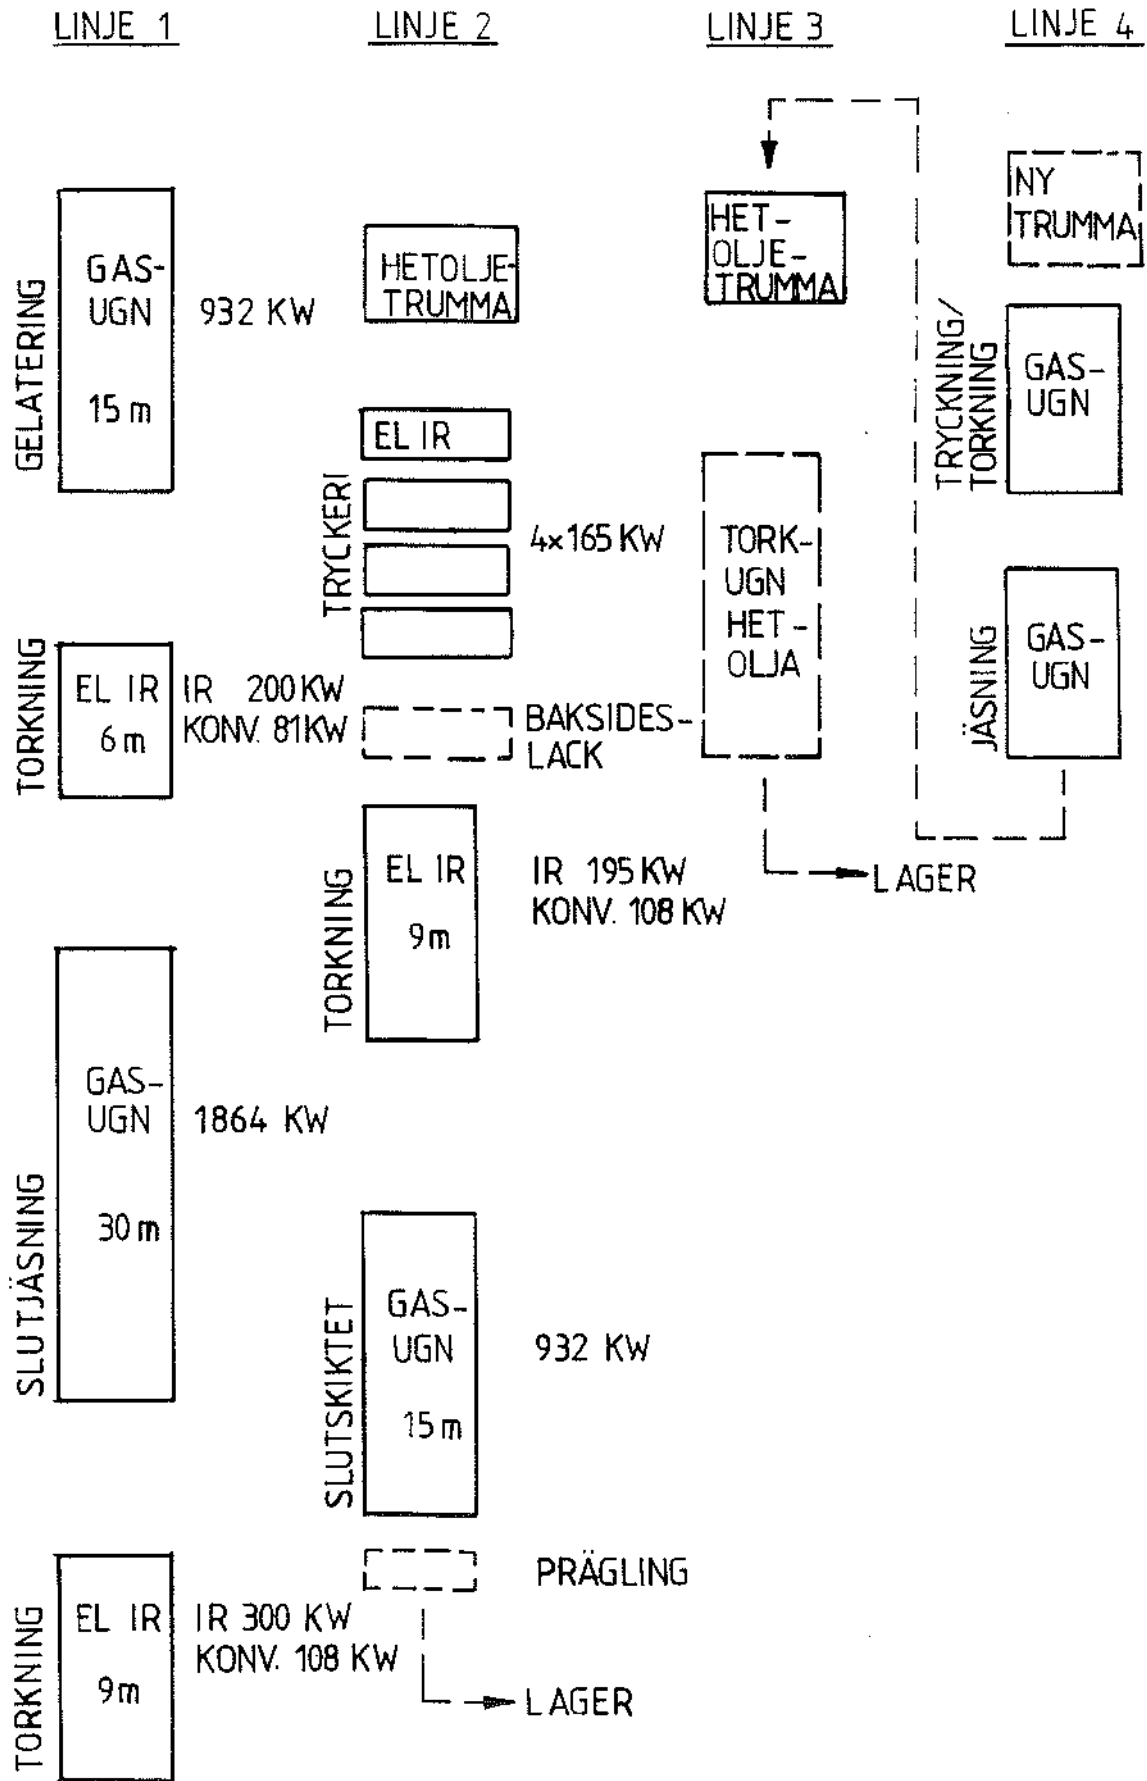 LINJE 1
LINJE 2
LINJE 3
LINJE 4
GELATERING
GAS-
UGN
15 m
932 KW
TORKNING
EL IR
6 m
IR 200 KW
KONV. 81 KW
SLUTJÄSNING
GAS-
UGN
30 m
1864 KW
TORKNING
EL IR
9 m
IR 300 KW
KONV. 108 KW
HETOLJE-
TRUMMA
TRYCKERI
EL IR
4×165 KW
BAKSIDES-
LACK
TORKNING
EL IR
9 m
IR 195 KW
KONV. 108 KW
SLUTSKIKTET
GAS-
UGN
15 m
932 KW
PRÄGLING
LAGER
HET-
OLJE-
TRUMMA
TORK-
UGN
HET-
OLJA
LAGER
NY
TRUMMA
TRYCKNING/
TORKNING
GAS-
UGN
JÄSNING
GAS-
UGN